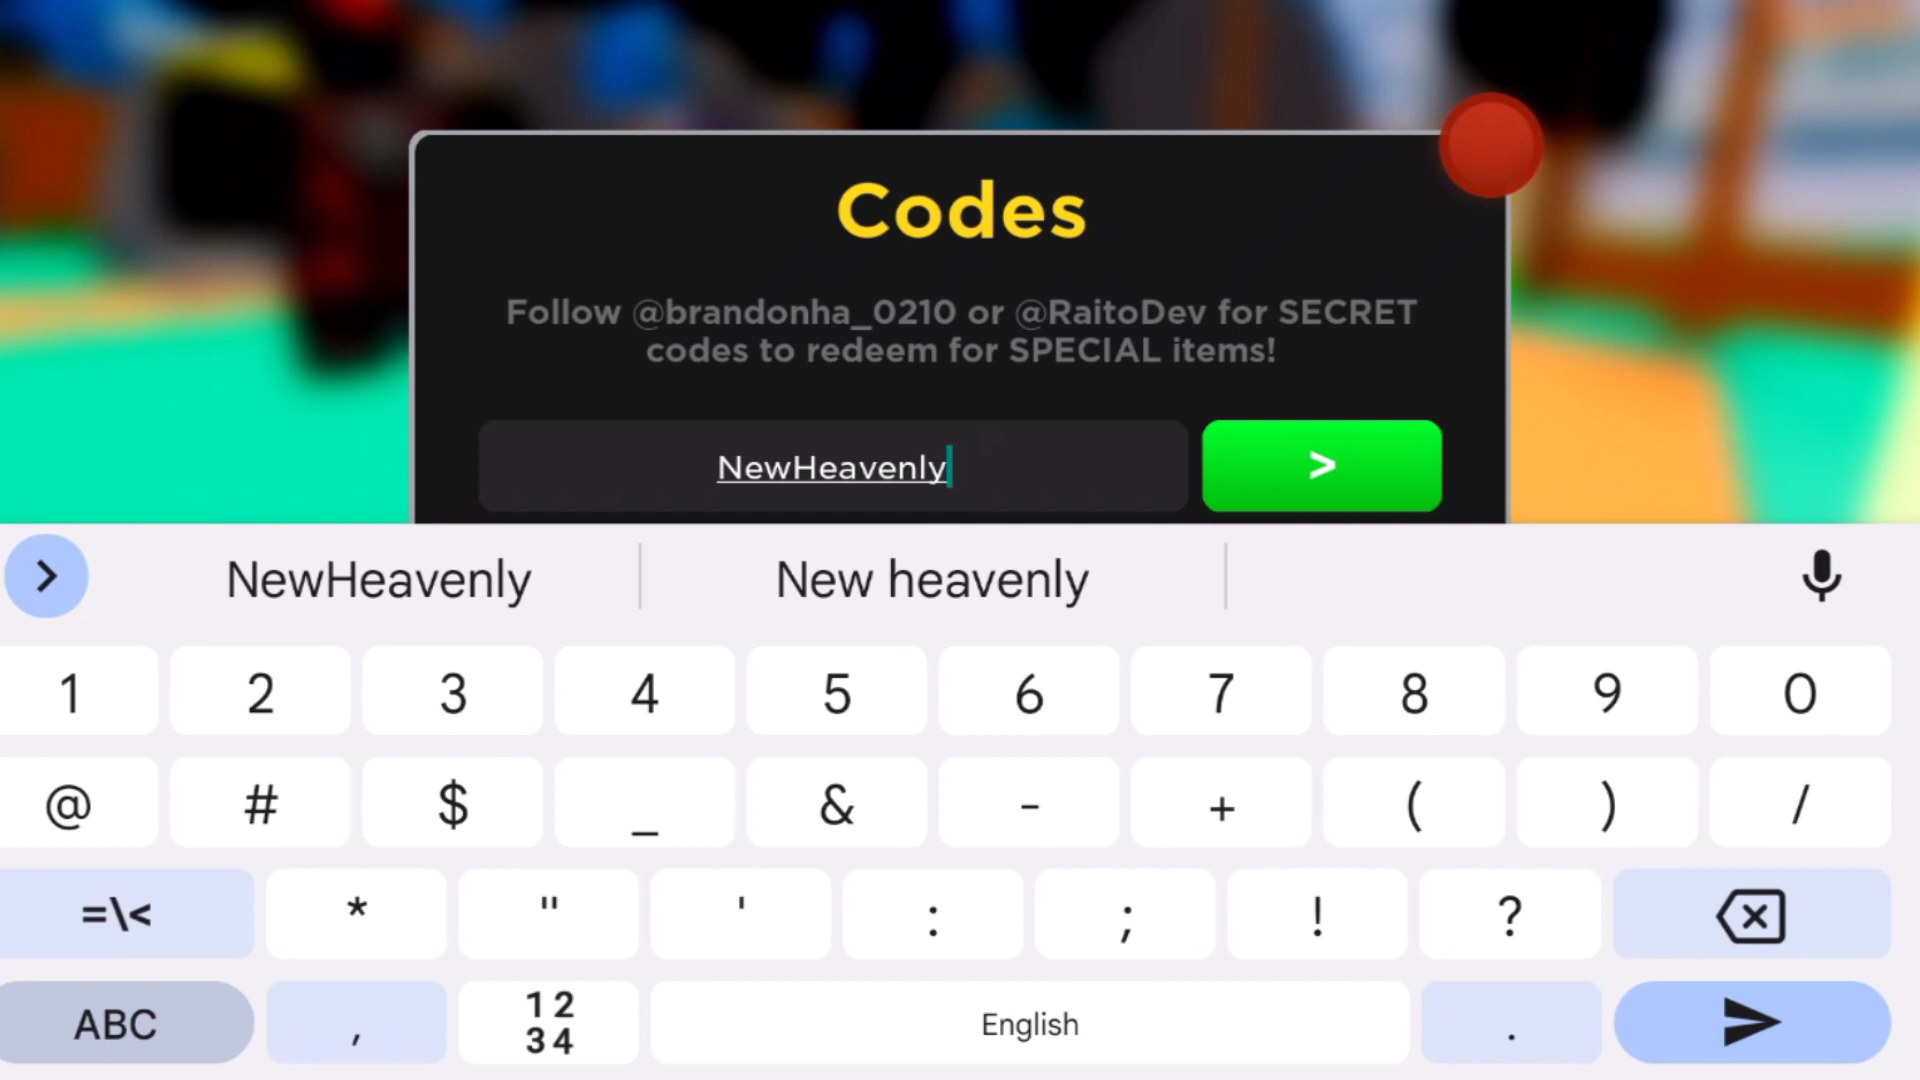 Codes
Follow @brandonha_0210 or @RaitoDev for SECRET
codes to redeem for SPECIAL items!
NewHeavenly
>
NewHeavenly New heavenly
1 2 3 4 5 6 7 8 9 0
@ # $ _ & - + ( ) /
=\< * " ' : ; ! ?
ABC , 12 English .
34